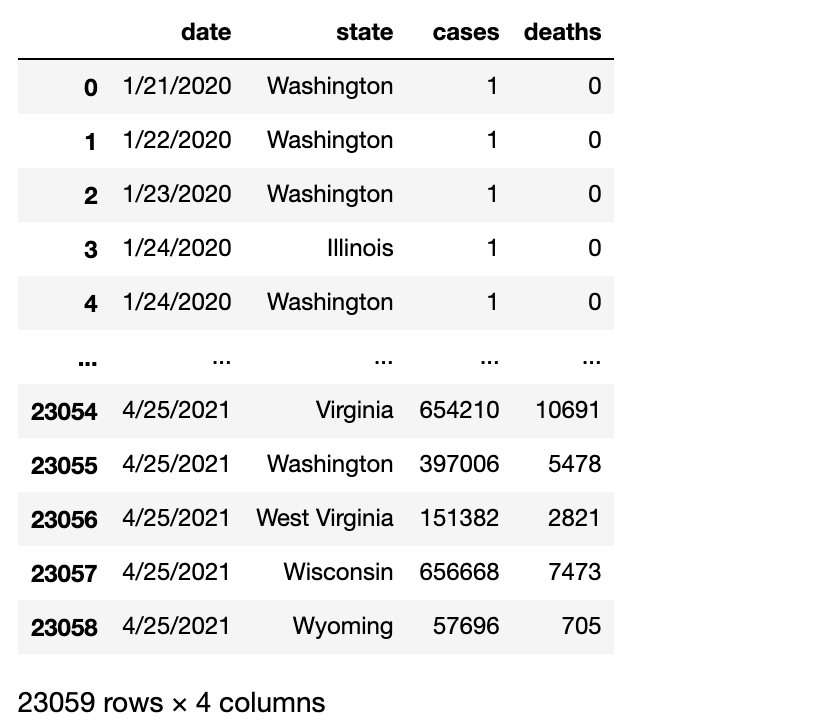 date state cases deaths
0 1/21/2020 Washington 1 0
1 1/22/2020 Washington 1 0
2 1/23/2020 Washington 1 0
3 1/24/2020 Illinois 1 0
4 1/24/2020 Washington 1 0
... ... ... ... ...
23054 4/25/2021 Virginia 654210 10691
23055 4/25/2021 Washington 397006 5478
23056 4/25/2021 West Virginia 151382 2821
23057 4/25/2021 Wisconsin 656668 7473
23058 4/25/2021 Wyoming 57696 705
23059 rows × 4 columns